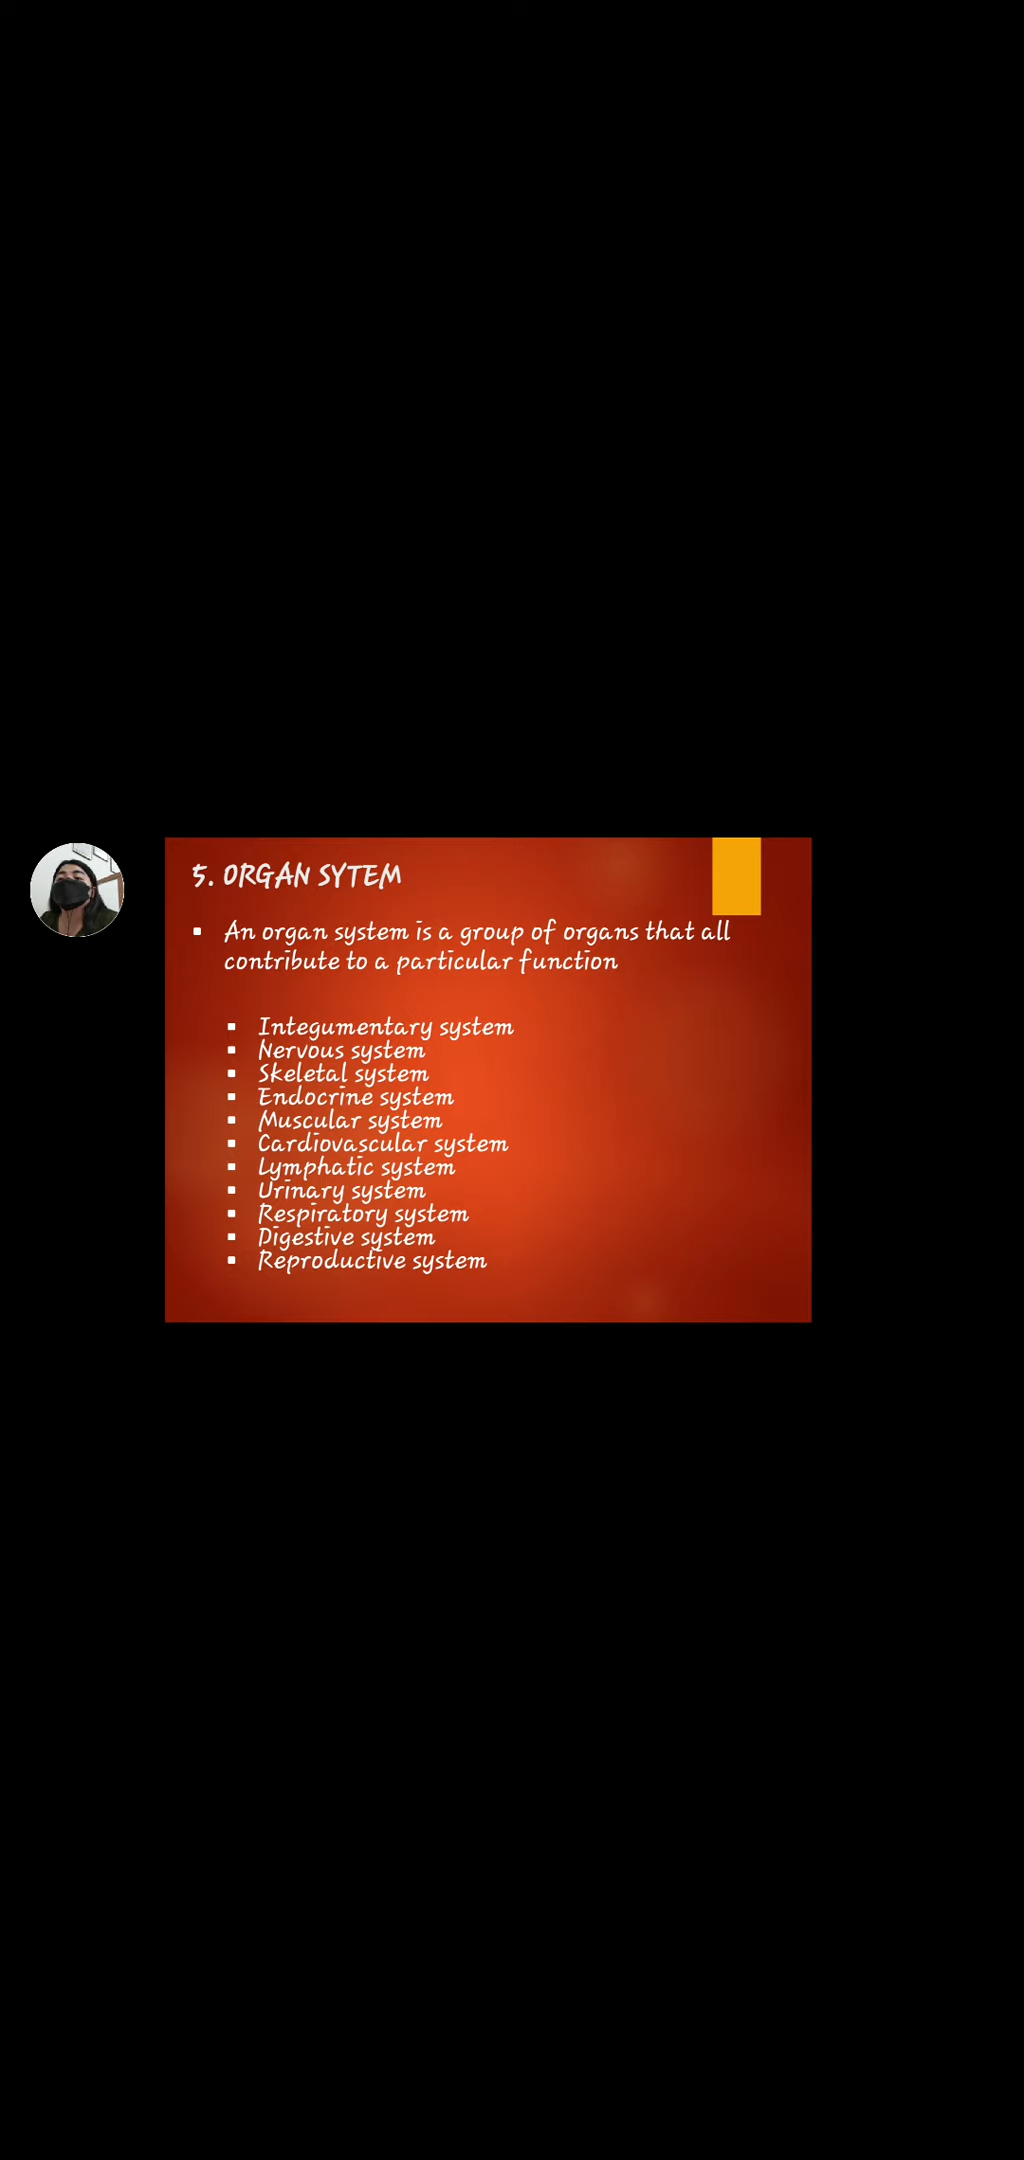 5. ORGAN SYTEM
▪ An organ system is a group of organs that all
contribute to a particular function
▪ Integumentary system
▪ Nervous system
▪ Skeletal system
▪ Endocrine system
▪ Muscular system
▪ Cardiovascular system
▪ Lymphatic system
▪ Urinary system
▪ Respiratory system
▪ Digestive system
▪ Reproductive system